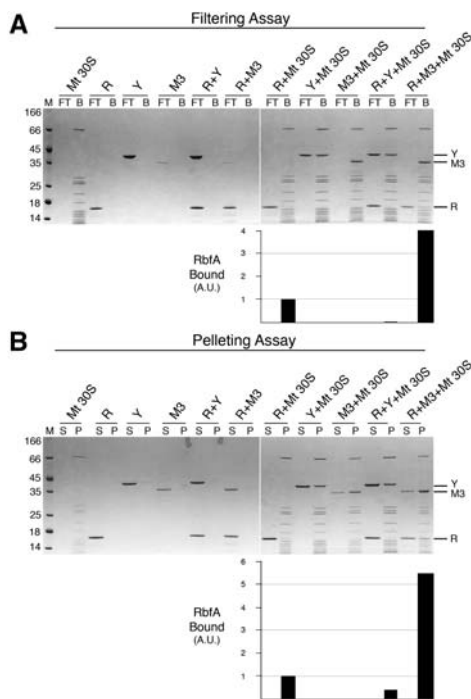 A
Filtering Assay
Mt 30S R Y M3 R+Y R+M3 R+Mt 30S Y+Mt 30S M3+Mt 30S R+Y+Mt 30S R+M3+Mt 30S
M FT B FT B FT B FT B FT B FT B FT B FT B FT B FT B FT B
166
66
45
35
25
18
14
Y
M3
R
RbfA
Bound
(A.U.)
4
3
1
B
Pelleting Assay
Mt 30S R Y M3 R+Y R+M3 R+Mt 30S Y+Mt 30S M3+Mt 30S R+Y+Mt 30S R+M3+Mt 30S
M S P S P S P S P S P S P S P S P S P S P S P
166
66
45
35
25
18
14
Y
M3
R
RbfA
Bound
(A.U.)
6
5
3
1